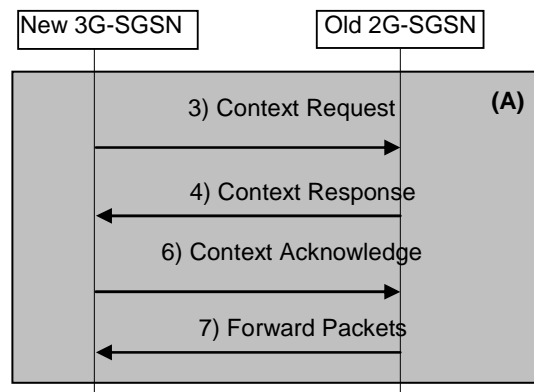 New 3G-SGSN Old 2G-SGSN
(A)
3) Context Request
4) Context Response
6) Context Acknowledge
7) Forward Packets